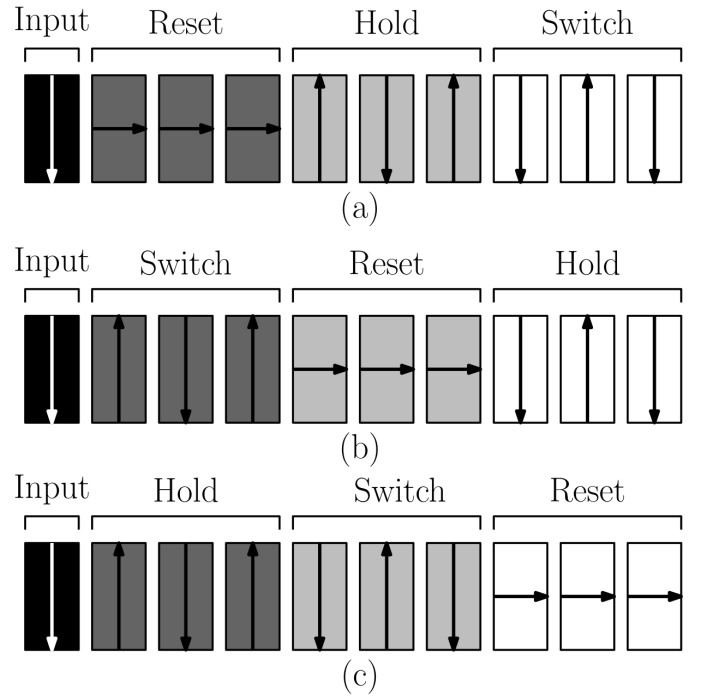 Input Reset Hold Switch
(a)
Input Switch Reset Hold
(b)
Input Hold Switch Reset
(c)